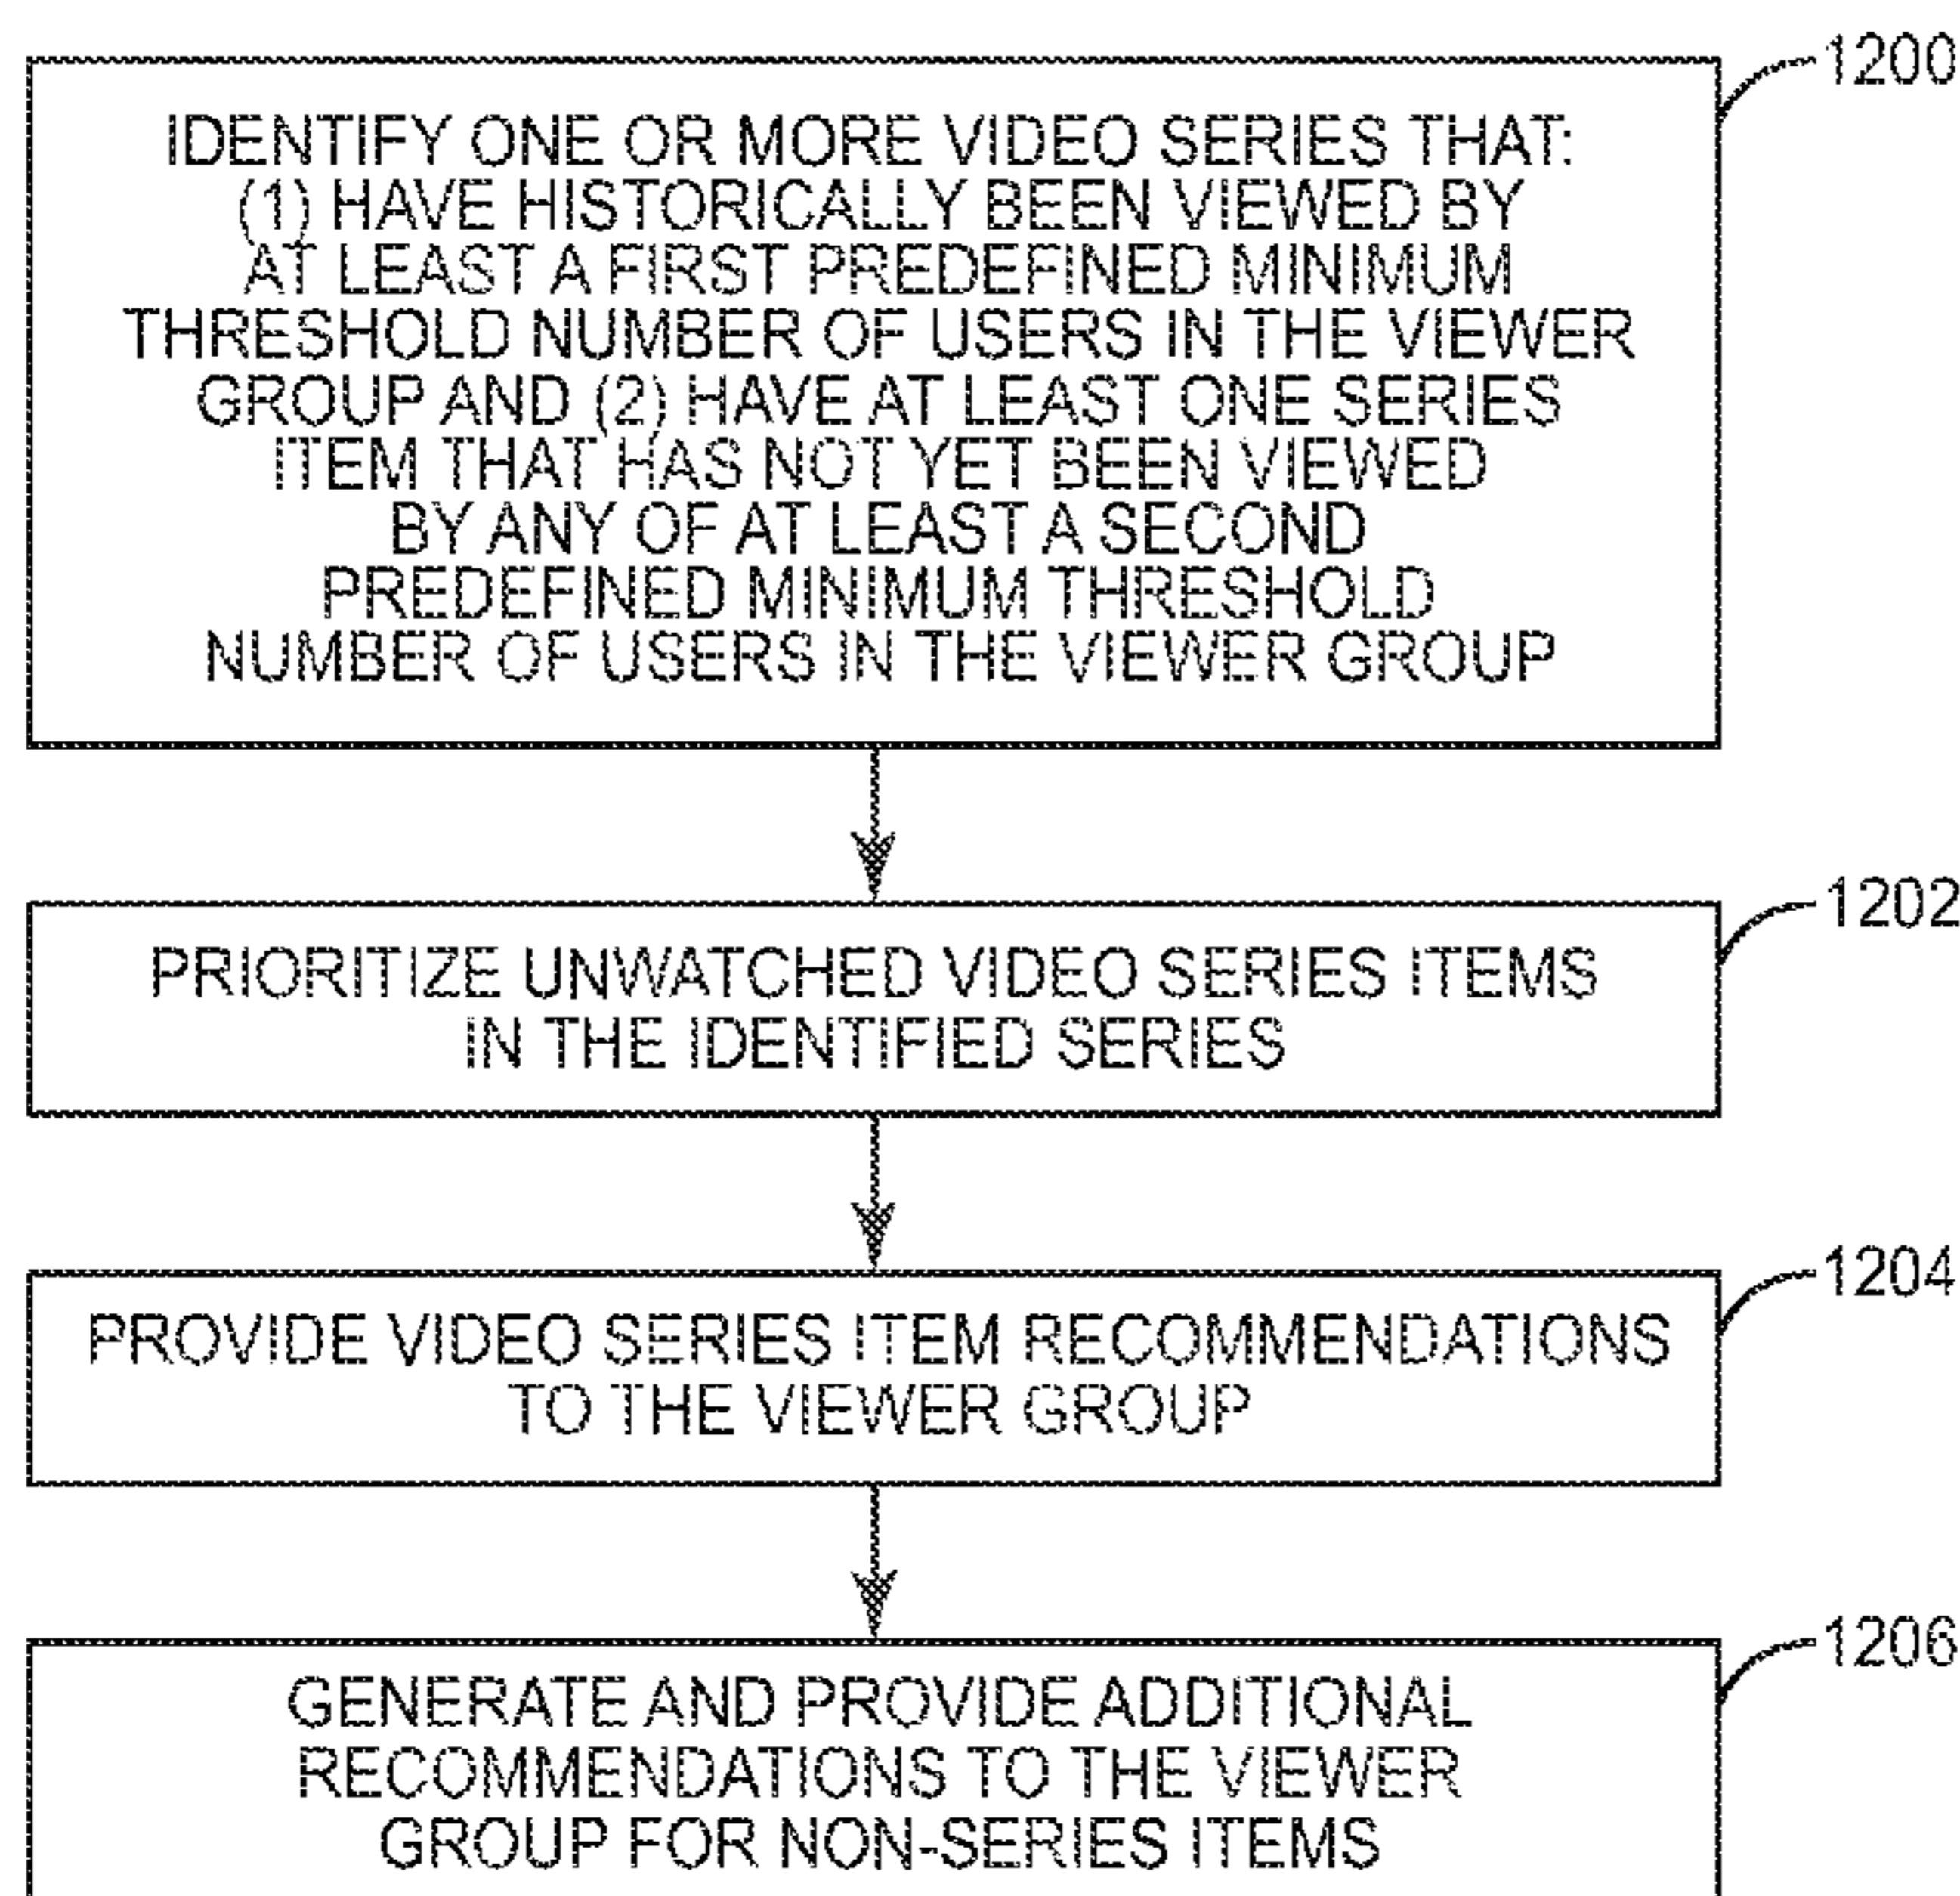 1200
IDENTIFY ONE OR MORE VIDEO SERIES THAT:
(1) HAVE HISTORICALLY BEEN VIEWED BY
AT LEAST A FIRST PREDEFINED MINIMUM
THRESHOLD NUMBER OF USERS IN THE VIEWER
GROUP AND (2) HAVE AT LEAST ONE SERIES
ITEM THAT HAS NOT YET BEEN VIEWED
BY ANY OF AT LEAST A SECOND
PREDEFINED MINIMUM THRESHOLD
NUMBER OF USERS IN THE VIEWER GROUP
1202
PRIORITIZE UNWATCHED VIDEO SERIES ITEMS
IN THE IDENTIFIED SERIES
1204
PROVIDE VIDEO SERIES ITEM RECOMMENDATIONS
TO THE VIEWER GROUP
1206
GENERATE AND PROVIDE ADDITIONAL
RECOMMENDATIONS TO THE VIEWER
GROUP FOR NON-SERIES ITEMS